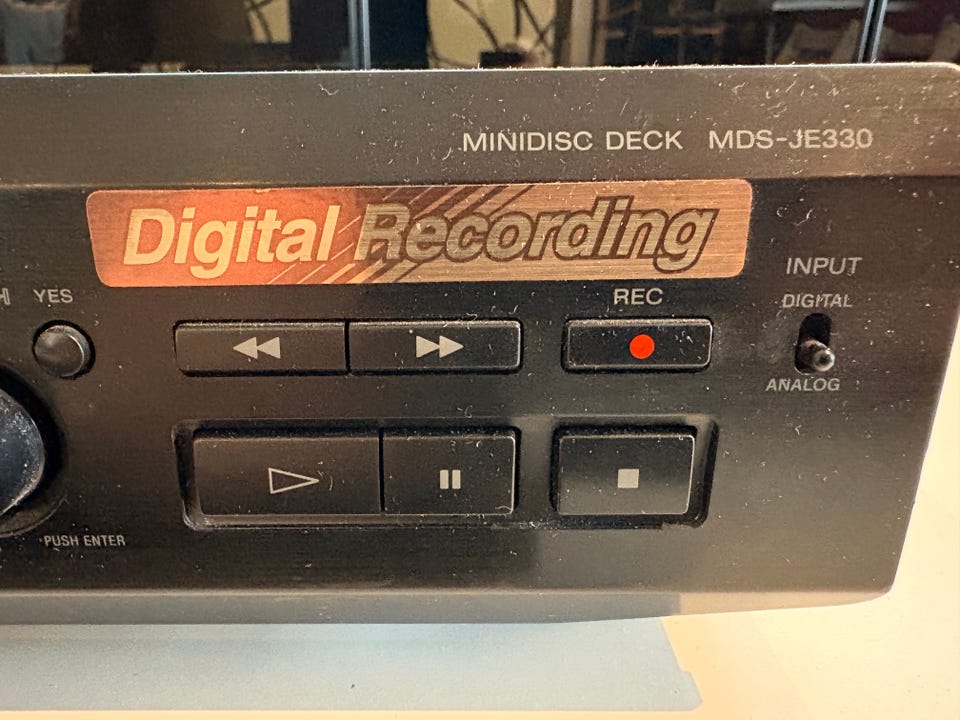 MINIDISC DECK MDS-JE330
Digital Recording
INPUT
YES
REC
DIGITAL
ANALOG
PUSH ENTER